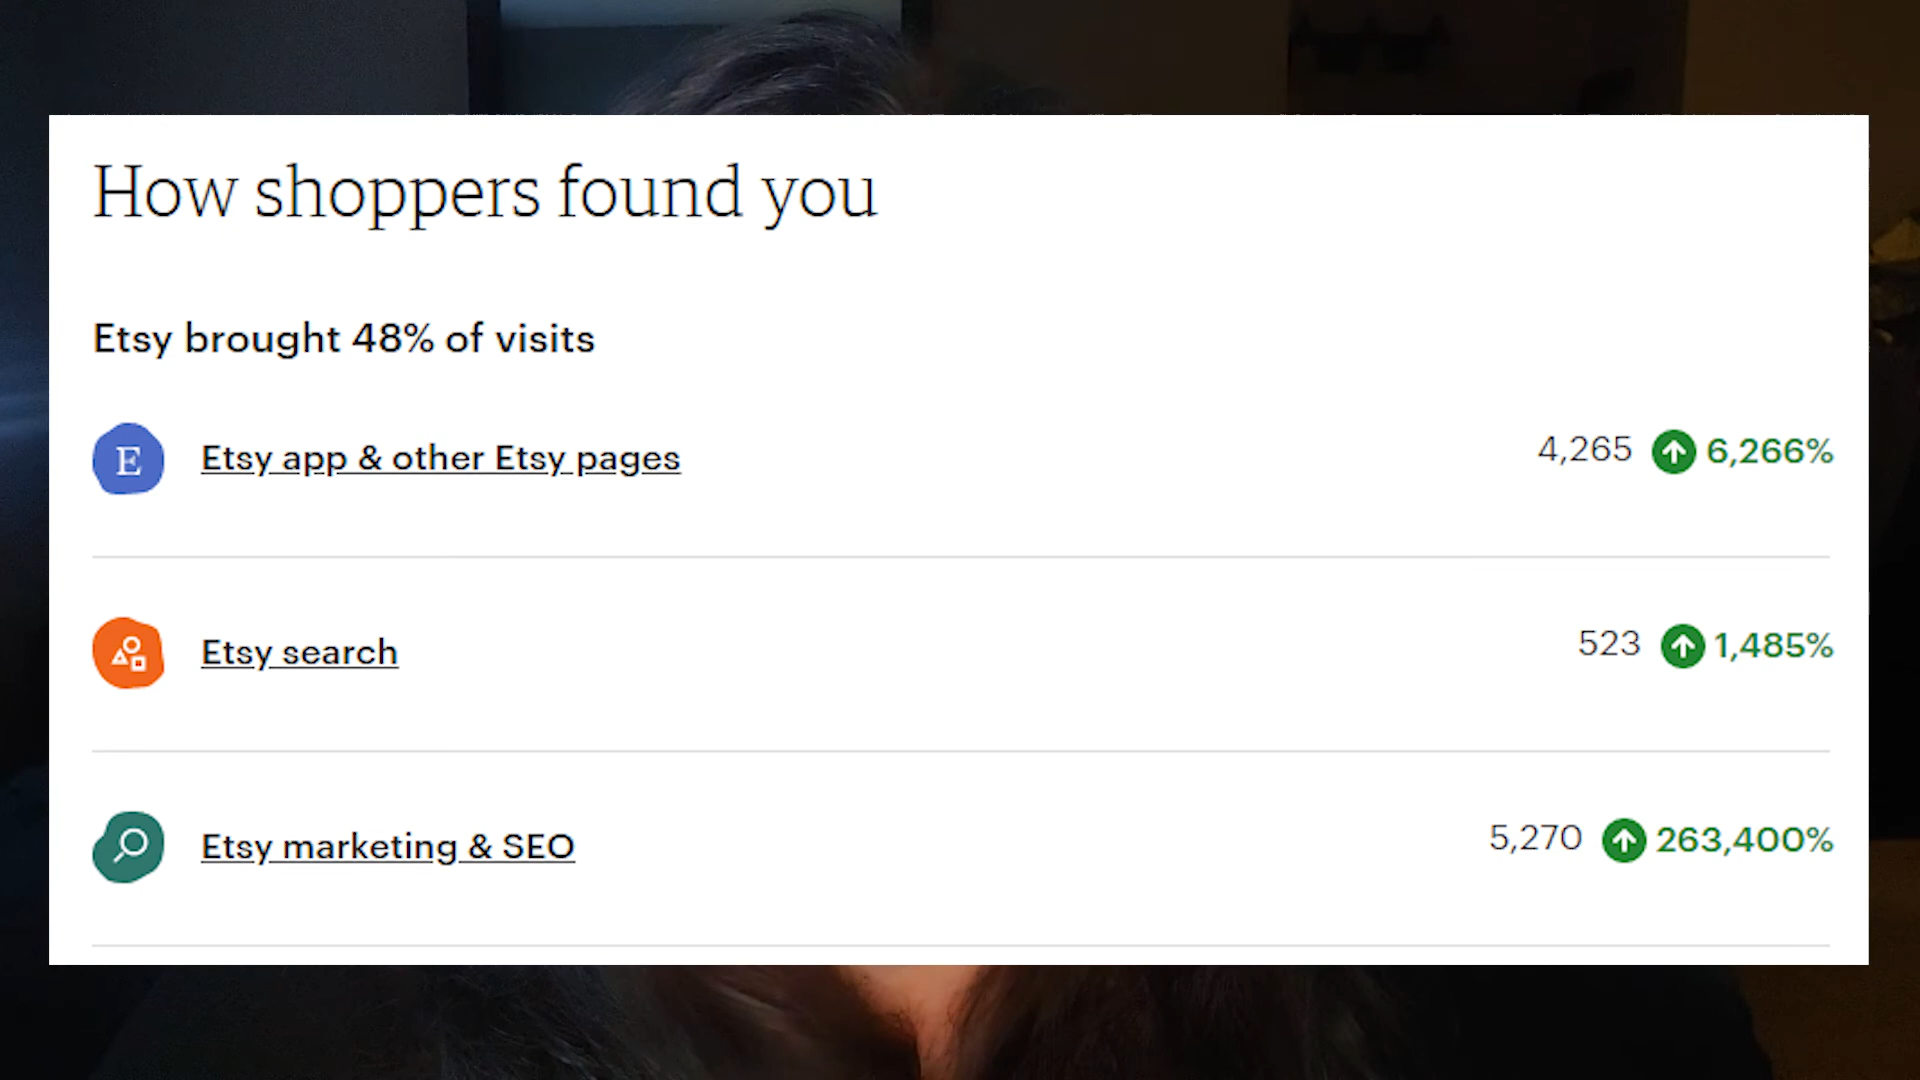 How shoppers found you
Etsy brought 48% of visits
E
Etsy app & other Etsy pages 4,265 6,266%
Etsy search 523 1,485%
Etsy marketing & SEO 5,270 263,400%